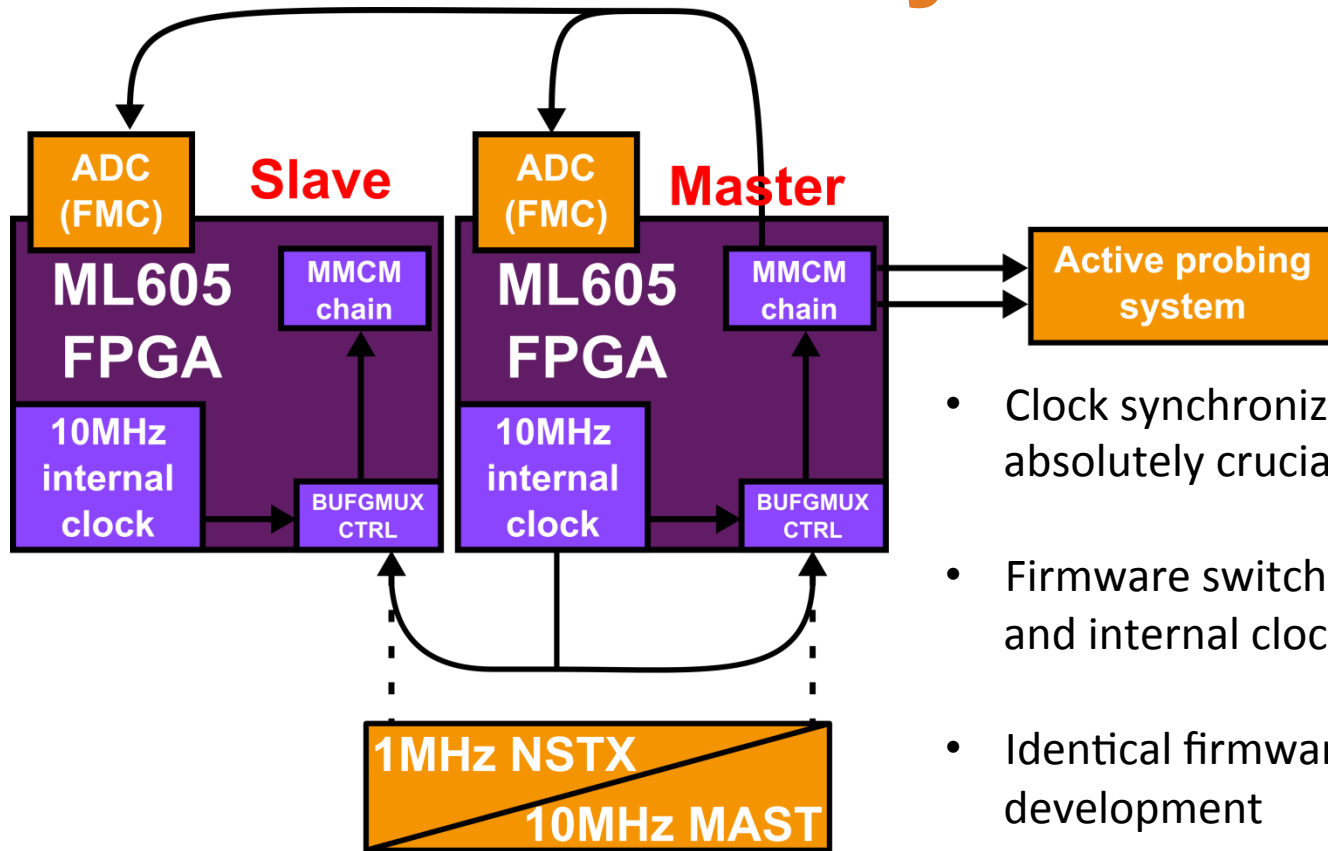 ADC
(FMC)
Slave
ML605
FPGA
MMCM
chain
10MHz
internal
clock
BUFGMUX
CTRL
ADC
(FMC)
Master
ML605
FPGA
MMCM
chain
10MHz
internal
clock
BUFGMUX
CTRL
Active probing
system
1MHz NSTX
10MHz MAST
• Clock synchroniz
absolutely crucia
• Firmware switch
and internal cloc
• Identical firmwar
development